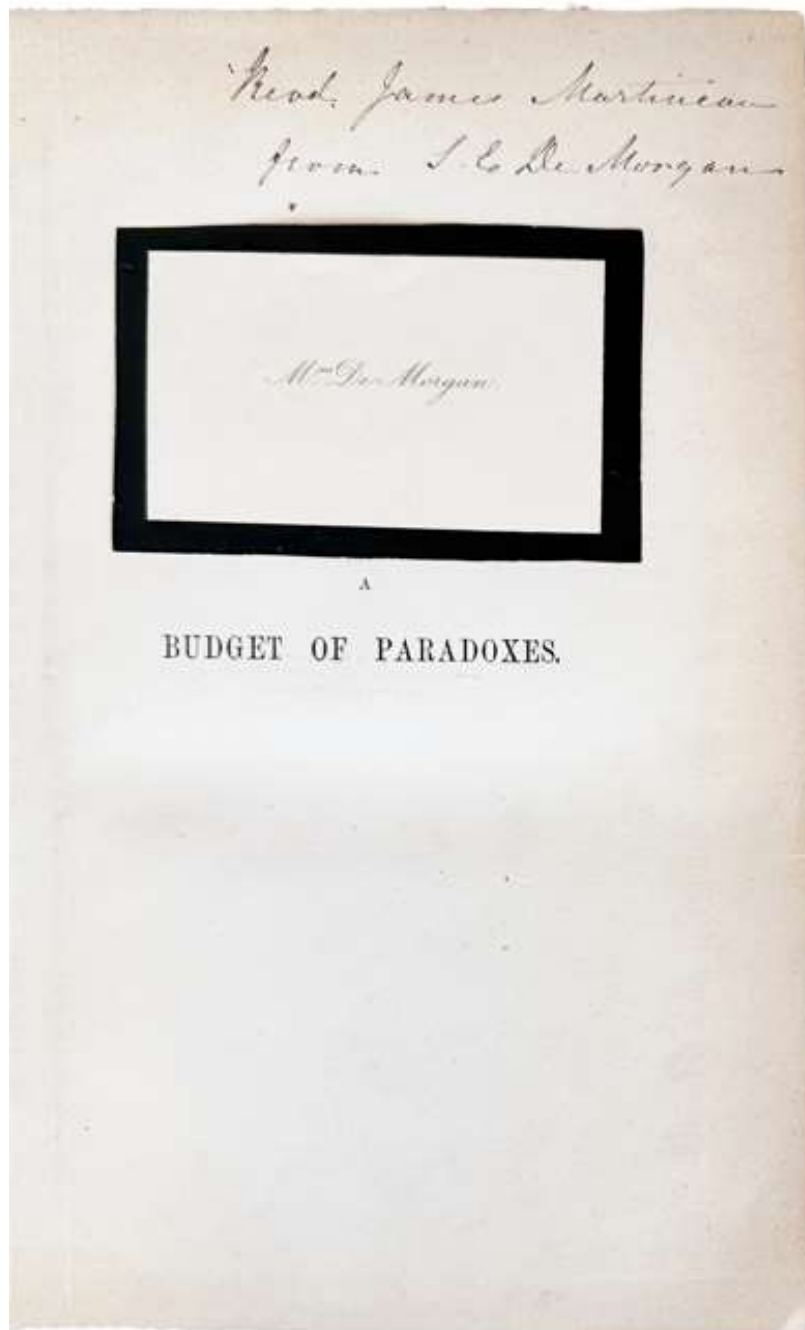 Revd. James Martineau
from S. E. De Morgan
Mrs. De Morgan.
A
BUDGET OF PARADOXES.